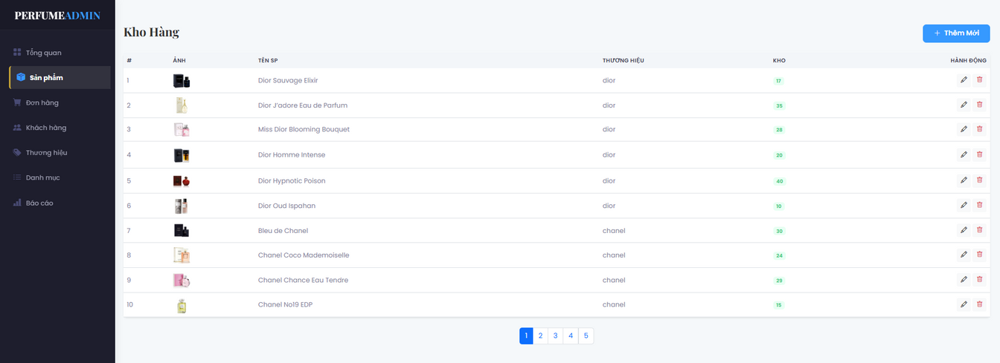 PERFUMEADMIN
Tổng quan
Sản phẩm
Đơn hàng
Khách hàng
Thương hiệu
Danh mục
Báo cáo
Kho Hàng
+ Thêm Mới
# ẢNH TÊN SP THƯƠNG HIỆU KHO HÀNH ĐỘNG
1 Dior Sauvage Elixir dior 17
2 Dior J'adore Eau de Parfum dior 35
3 Miss Dior Blooming Bouquet dior 28
4 Dior Homme Intense dior 20
5 Dior Hypnotic Poison dior 40
6 Dior Oud Ispahan dior 10
7 Bleu de Chanel chanel 30
8 Chanel Coco Mademoiselle chanel 24
9 Chanel Chance Eau Tendre chanel 29
10 Chanel No19 EDP chanel 15
1 2 3 4 5